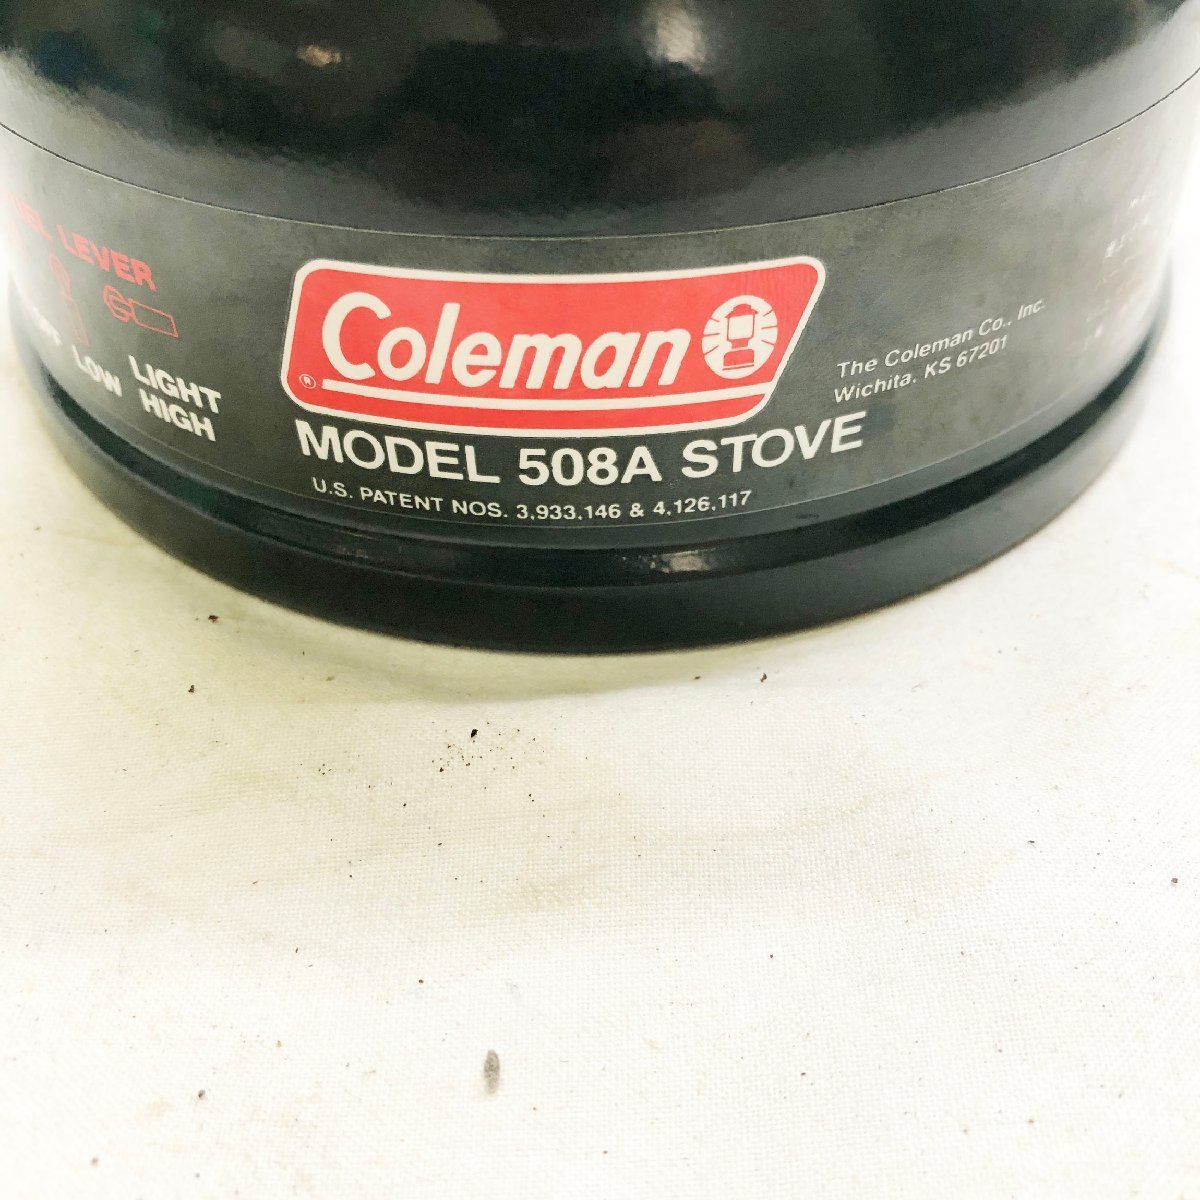 LEVER
LOW
LIGHT
HIGH
Coleman
®
MODEL 508A STOVE
U.S. PATENT NOS. 3,933,146 & 4,126,117
The Coleman Co., Inc.
Wichita, KS 67201